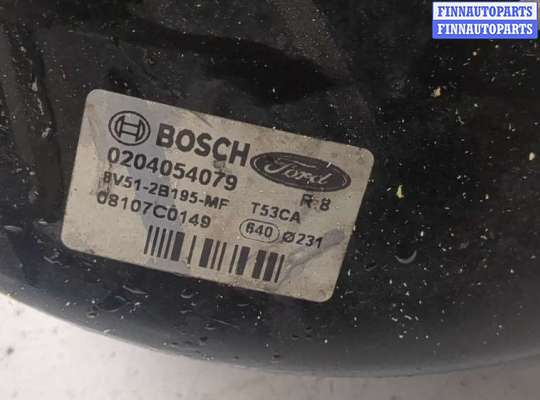 FINNAUTOPARTS
FINNAUTOPARTS
BOSCH
Ford
0204054079
R 8
8V51-2B195-MF
T53CA
08107C0149
640 Ø231